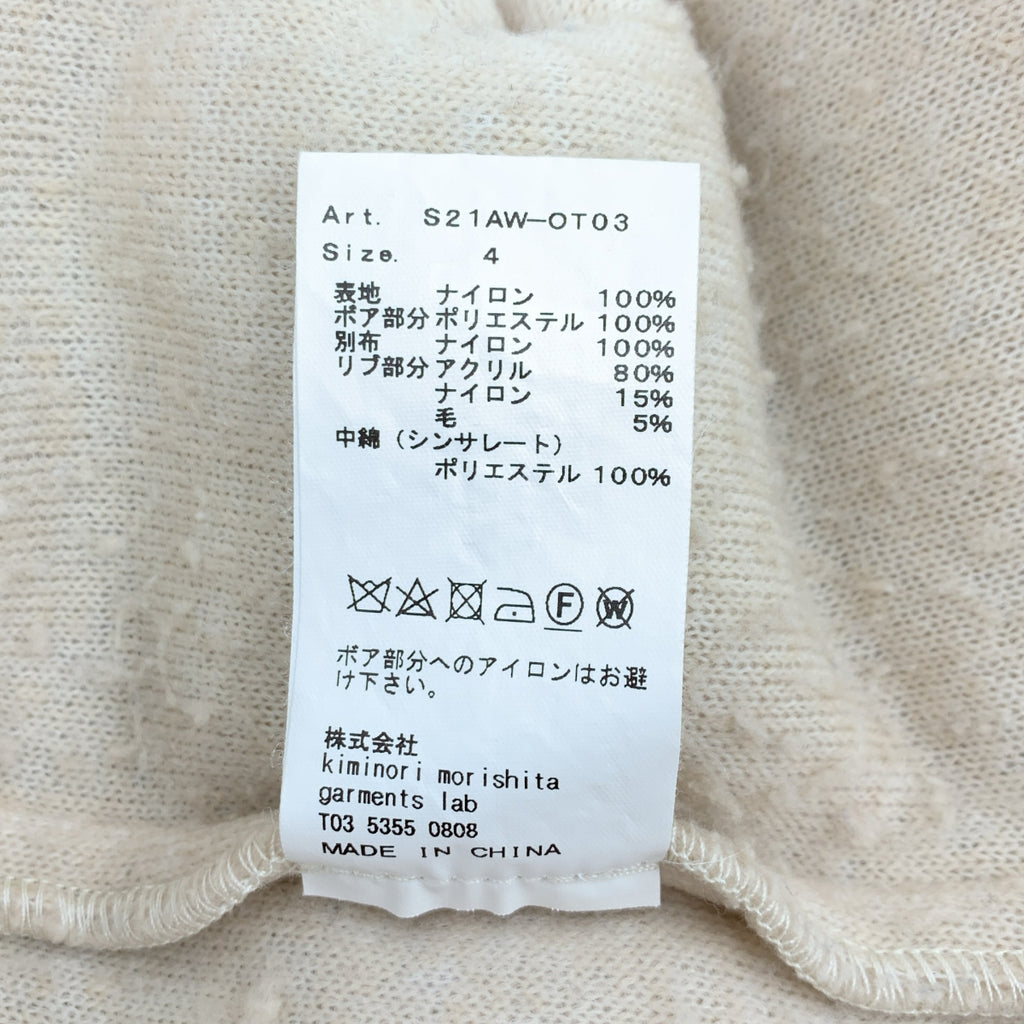 Art. S21AW-OT03
Size. 4
表地 ナイロン 100%
ボア部分 ポリエステル 100%
別布 ナイロン 100%
リブ部分 アクリル 80%
ナイロン 15%
毛 5%
中綿（シンサレート）
ポリエステル 100%
F W
ボア部分へのアイロンはお避
け下さい。
株式会社
kiminori morishita
garments lab
T03 5355 0808
MADE IN CHINA